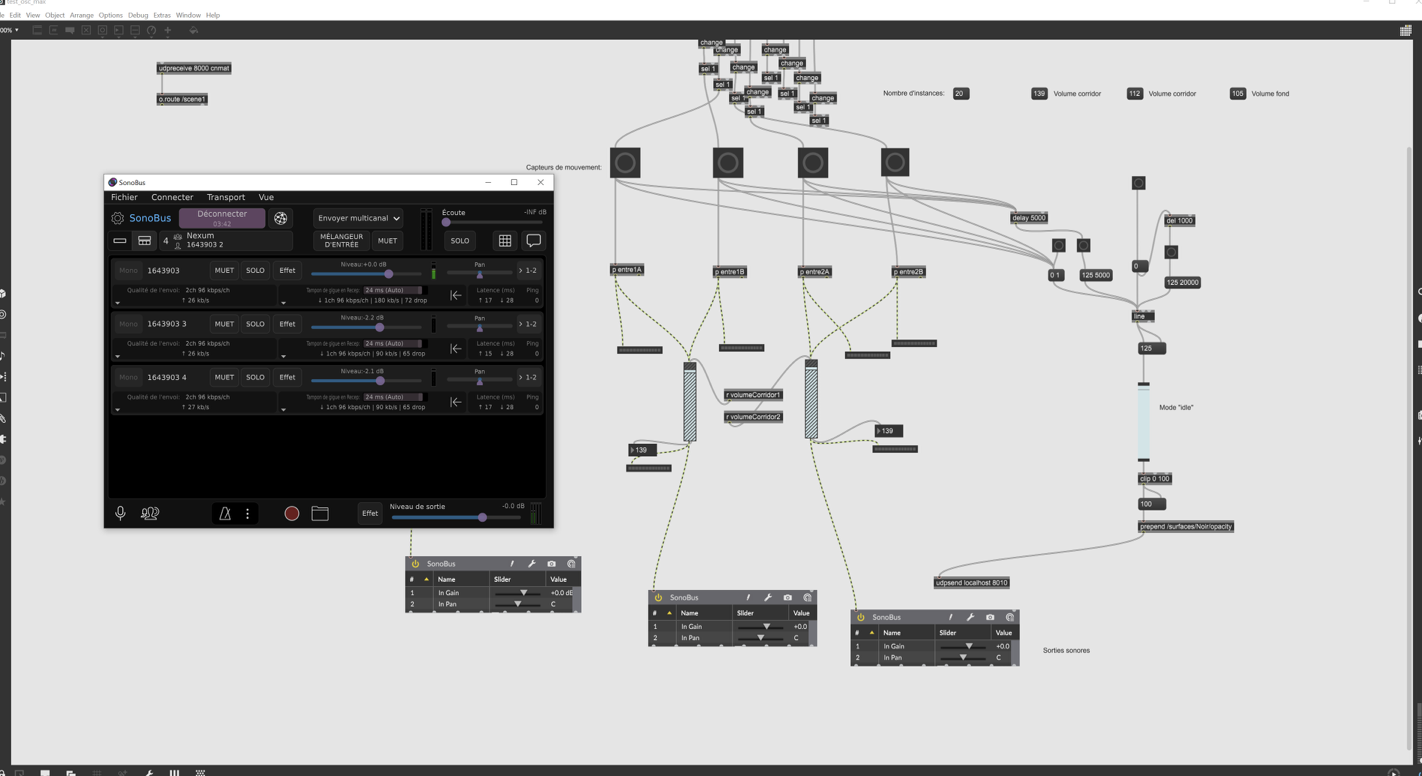 test_osc_max
Edit View Object Arrange Options Debug Extras Window Help
00%
udpreceive 8000 cnmat
o.route /scene1
change
change
change
sel 1
change
change
sel 1
sel 1
change
change
sel 1
sel 1
change
sel 1
sel 1
sel 1
Nombre d'instances: 20
139 Volume corridor
112 Volume corridor
105 Volume fond
Capteurs de mouvement:
delay 5000
0 1
125 5000
del 1000
0
125 20000
line
125
Mode "idle"
clip 0 100
100
prepend /surfaces/Noir/opacity
udpsend localhost 8010
p entre1A
p entre1B
p entre2A
p entre2B
r volumeCorridor1
r volumeCorridor2
139
139
SonoBus
Fichier Connecter Transport Vue
SonoBus
Déconnecter
03:42
Envoyer multicanal
Écoute
-INF dB
4
Nexum
1643903 2
MÉLANGEUR
D'ENTRÉE
MUET
SOLO
Mono 1643903 MUET SOLO Effet Niveau:+0.0 dB Pan 1-2
Qualité de l'envoi: 2ch 96 kbps/ch Tampon de gigue en Recep: 24 ms (Auto) Latence (ms) Ping
↑ 26 kb/s ↓ 1ch 96 kbps/ch | 180 kb/s | 72 drop ↑ 17 ↓ 28 0
Mono 1643903 3 MUET SOLO Effet Niveau:-2.2 dB Pan 1-2
Qualité de l'envoi: 2ch 96 kbps/ch Tampon de gigue en Recep: 24 ms (Auto) Latence (ms) Ping
↑ 26 kb/s ↓ 1ch 96 kbps/ch | 90 kb/s | 65 drop ↑ 15 ↓ 28 0
Mono 1643903 4 MUET SOLO Effet Niveau:-2.1 dB Pan 1-2
Qualité de l'envoi: 2ch 96 kbps/ch Tampon de gigue en Recep: 24 ms (Auto) Latence (ms) Ping
↑ 27 kb/s ↓ 1ch 96 kbps/ch | 90 kb/s | 65 drop ↑ 17 ↓ 28 0
Effet
Niveau de sortie
-0.0 dB
SonoBus
# Name Slider Value
1 In Gain +0.0 dB
2 In Pan C
SonoBus
# Name Slider Value
1 In Gain +0.0
2 In Pan C
SonoBus
# Name Slider Value
1 In Gain +0.0
2 In Pan C
Sorties sonores